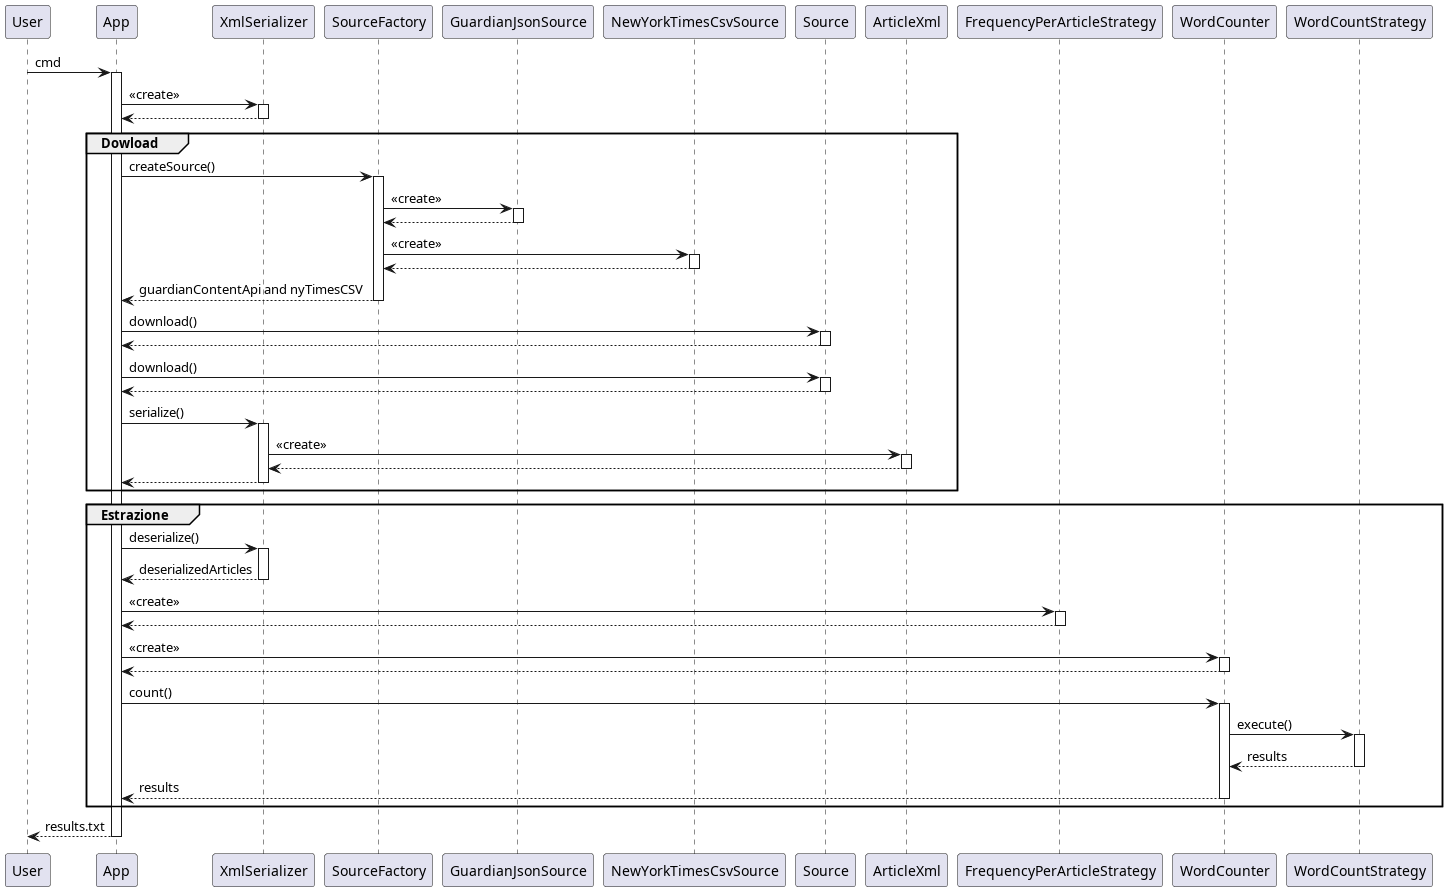 User App XmlSerializer SourceFactory GuardianJsonSource NewYorkTimesCsvSource Source ArticleXml FrequencyPerArticleStrategy WordCounter WordCountStrategy
cmd
«create»
Dowload
createSource()
«create»
«create»
guardianContentApi and nyTimesCSV
download()
download()
serialize()
«create»
Estrazione
deserialize()
deserializedArticles
«create»
«create»
count()
execute()
results
results
results.txt
User App XmlSerializer SourceFactory GuardianJsonSource NewYorkTimesCsvSource Source ArticleXml FrequencyPerArticleStrategy WordCounter WordCountStrategy